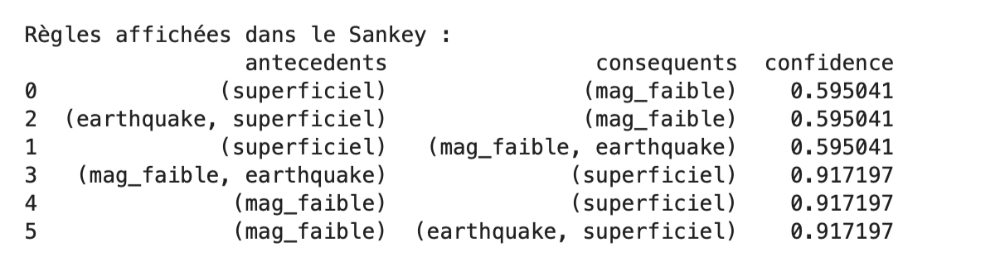 Règles affichées dans le Sankey :
antecedents consequents confidence
0 (superficiel) (mag_faible) 0.595041
2 (earthquake, superficiel) (mag_faible) 0.595041
1 (superficiel) (mag_faible, earthquake) 0.595041
3 (mag_faible, earthquake) (superficiel) 0.917197
4 (mag_faible) (superficiel) 0.917197
5 (mag_faible) (earthquake, superficiel) 0.917197